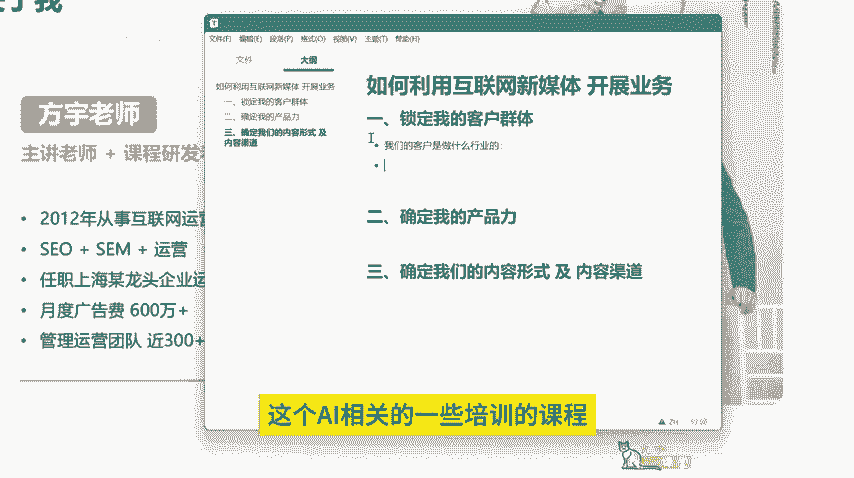 方宇老师
主讲老师 + 课程研发
• 2012年从事互联网运营
• SEO + SEM + 运营
• 任职上海某龙头企业运
• 月度广告费 600万+
• 管理运营团队 近300+
文件(F) 编辑(E) 段落(P) 格式(O) 视图(V) 主题(T) 帮助(H)
文件 大纲
如何利用互联网新媒体 开展业务
一、锁定我的客户群体
二、确定我的产品力
三、确定我们的内容形式 及
内容渠道
如何利用互联网新媒体 开展业务
一、锁定我的客户群体
• 我们的客户是做什么行业的:
二、确定我的产品力
三、确定我们的内容形式 及 内容渠道
这个AI相关的一些培训的课程